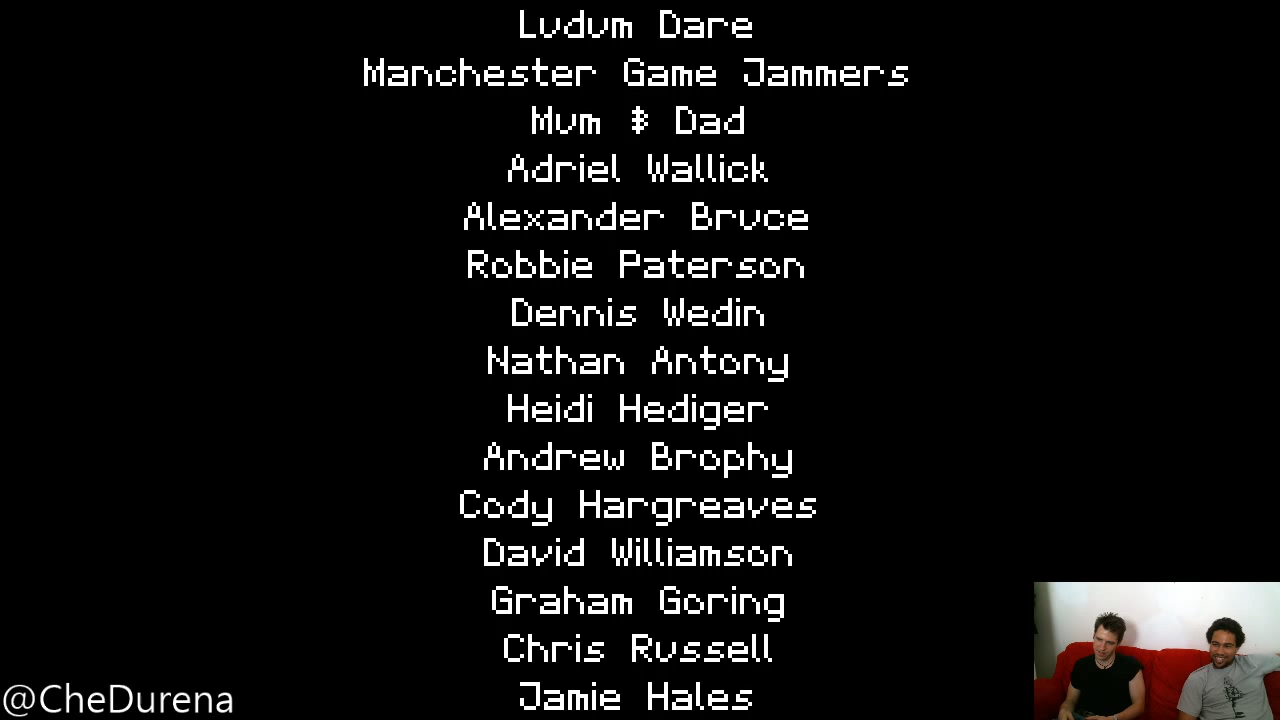 Ludum Dare
Manchester Game Jammers
Mum & Dad
Adriel Wallick
Alexander Bruce
Robbie Paterson
Dennis Wedin
Nathan Antony
Heidi Hediger
Andrew Brophy
Cody Hargreaves
David Williamson
Graham Goring
Chris Russell
Jamie Hales
@CheDurena